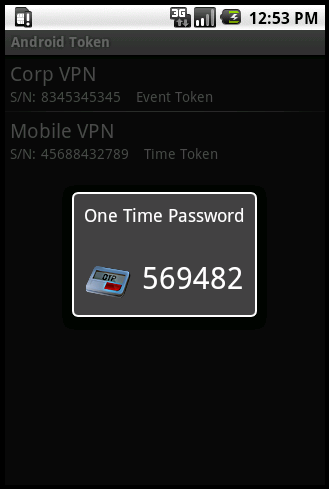 3G 12:53 PM
Android Token
Corp VPN
S/N: 8345345345 Event Token
Mobile VPN
S/N: 45688432789 Time Token
One Time Password
OTP 569482